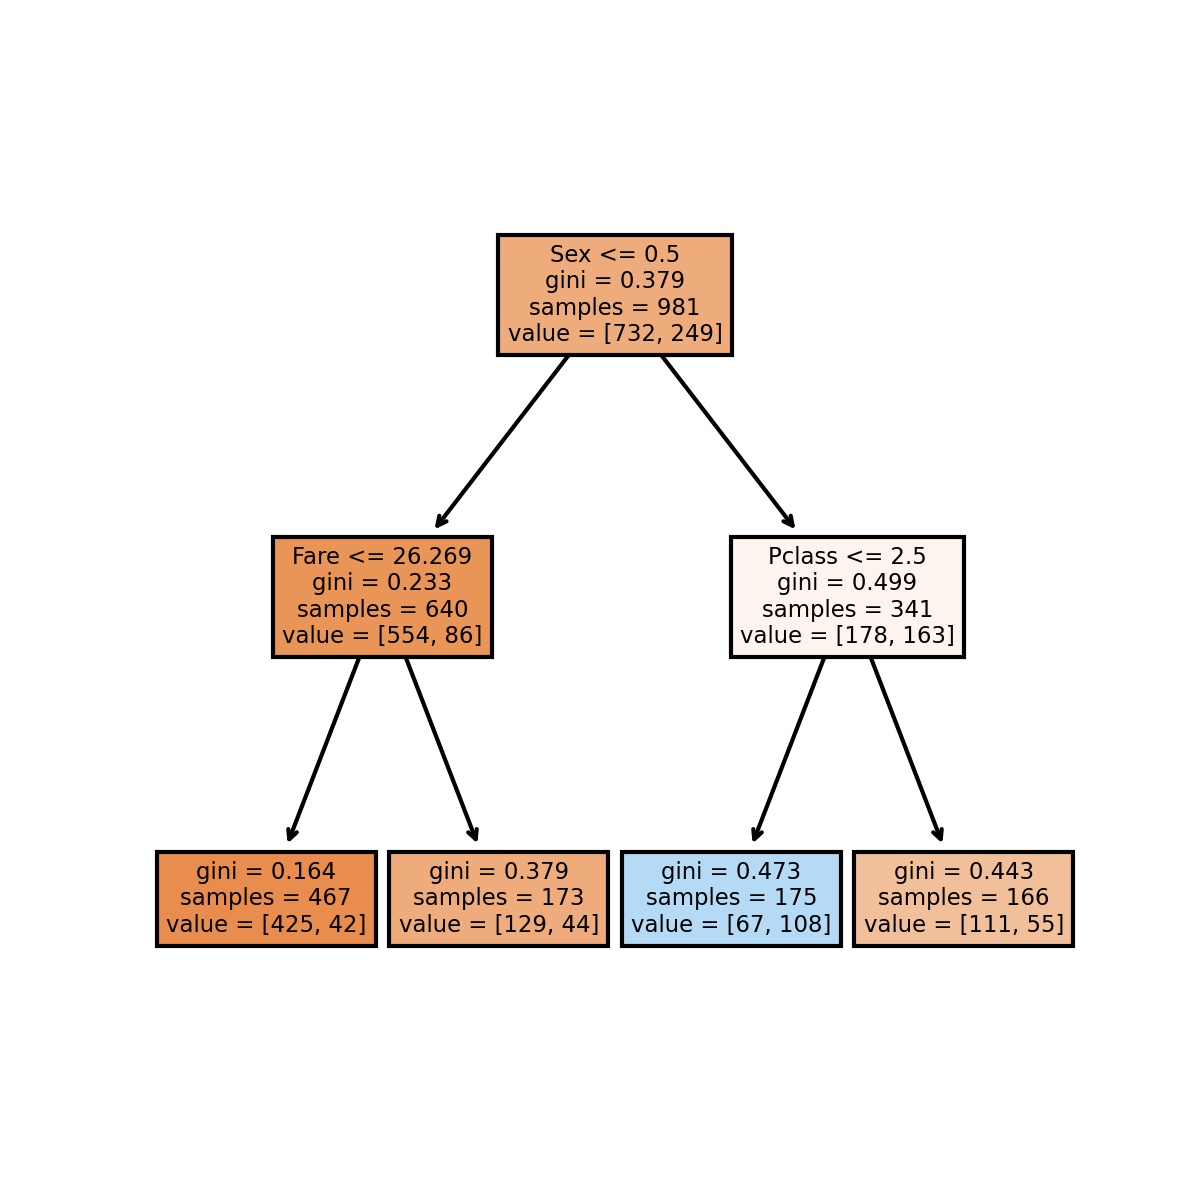 Sex <= 0.5
gini = 0.379
samples = 981
value = [732, 249]
Fare <= 26.269
gini = 0.233
samples = 640
value = [554, 86]
Pclass <= 2.5
gini = 0.499
samples = 341
value = [178, 163]
gini = 0.164
samples = 467
value = [425, 42]
gini = 0.379
samples = 173
value = [129, 44]
gini = 0.473
samples = 175
value = [67, 108]
gini = 0.443
samples = 166
value = [111, 55]